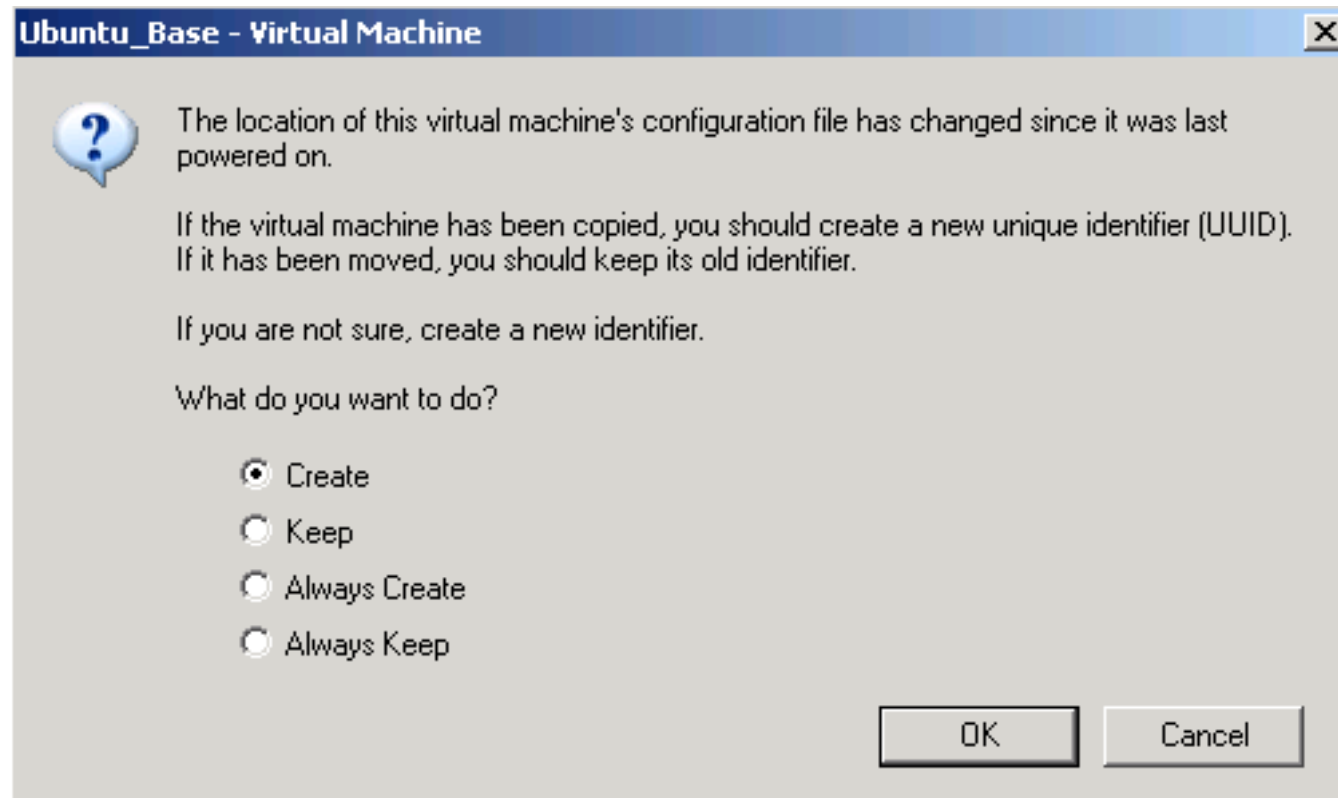 Ubuntu_Base - Virtual Machine
The location of this virtual machine's configuration file has changed since it was last
powered on.
If the virtual machine has been copied, you should create a new unique identifier (UUID).
If it has been moved, you should keep its old identifier.
If you are not sure, create a new identifier.
What do you want to do?
Create
Keep
Always Create
Always Keep
OK Cancel